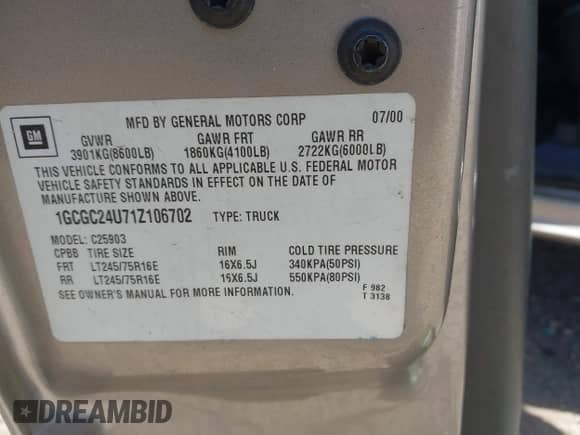 GM
MFD BY GENERAL MOTORS CORP 07/00
GVWR GAWR FRT GAWR RR
3901KG(8600LB) 1860KG(4100LB) 2722KG(6000LB)
THIS VEHICLE CONFORMS TO ALL APPLICABLE U.S. FEDERAL MOTOR
VEHICLE SAFETY STANDARDS IN EFFECT ON THE DATE OF
MANUFACTURE SHOWN ABOVE.
1GCGC24U71Z106702 TYPE: TRUCK
MODEL: C25903
CPBB TIRE SIZE RIM COLD TIRE PRESSURE
FRT LT245/75R16E 16X6.5J 340KPA(50PSI)
RR LT245/75R16E 15X6.5J 550KPA(80PSI)
SEE OWNER'S MANUAL FOR MORE INFORMATION.
F 982
T 3138
DREAMBID